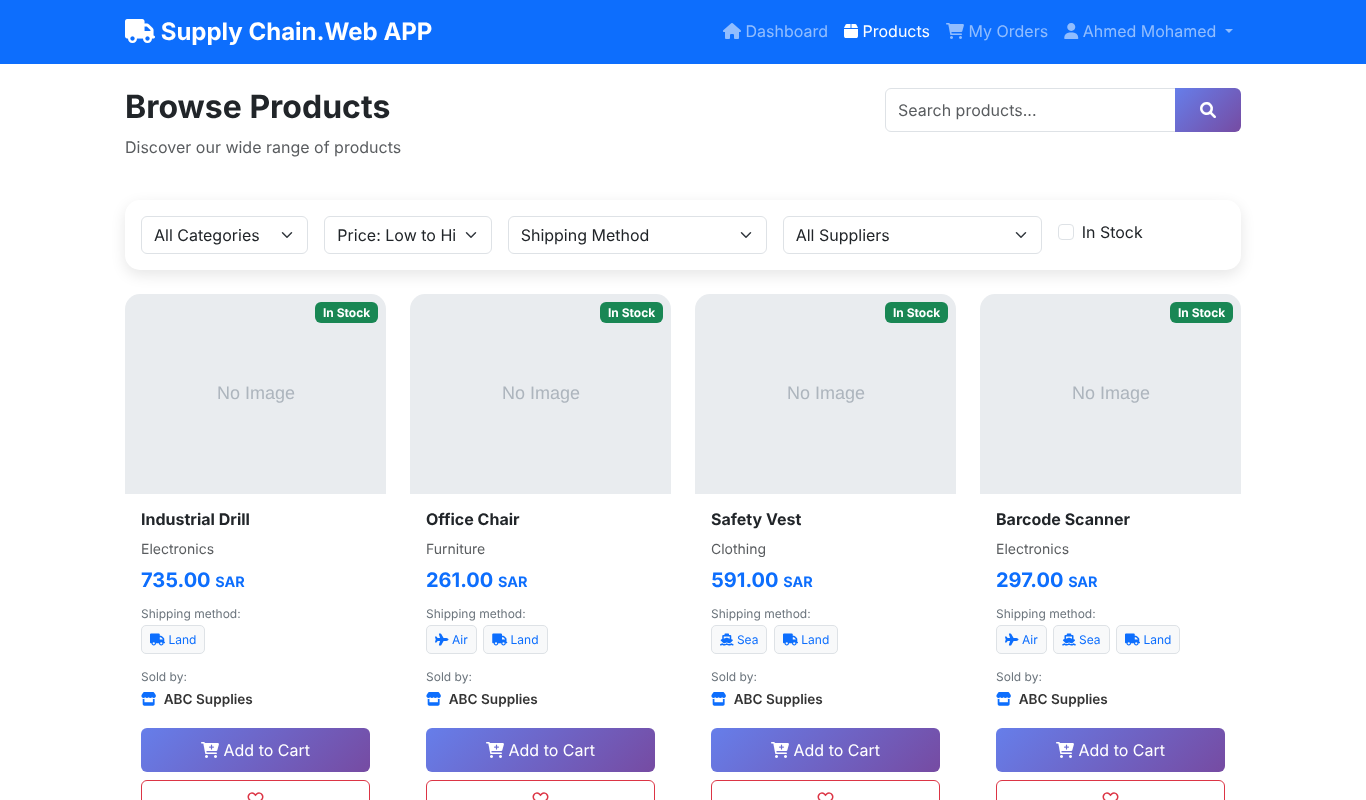 Supply Chain.Web APP
Dashboard Products My Orders Ahmed Mohamed
Browse Products
Search products...
Discover our wide range of products
All Categories Price: Low to Hi Shipping Method All Suppliers In Stock
In Stock In Stock In Stock In Stock
No Image No Image No Image No Image
Industrial Drill Office Chair Safety Vest Barcode Scanner
Electronics Furniture Clothing Electronics
735.00 SAR 261.00 SAR 591.00 SAR 297.00 SAR
Shipping method: Shipping method: Shipping method: Shipping method:
Land Air Land Sea Land Air Sea Land
Sold by: Sold by: Sold by: Sold by:
ABC Supplies ABC Supplies ABC Supplies ABC Supplies
Add to Cart Add to Cart Add to Cart Add to Cart